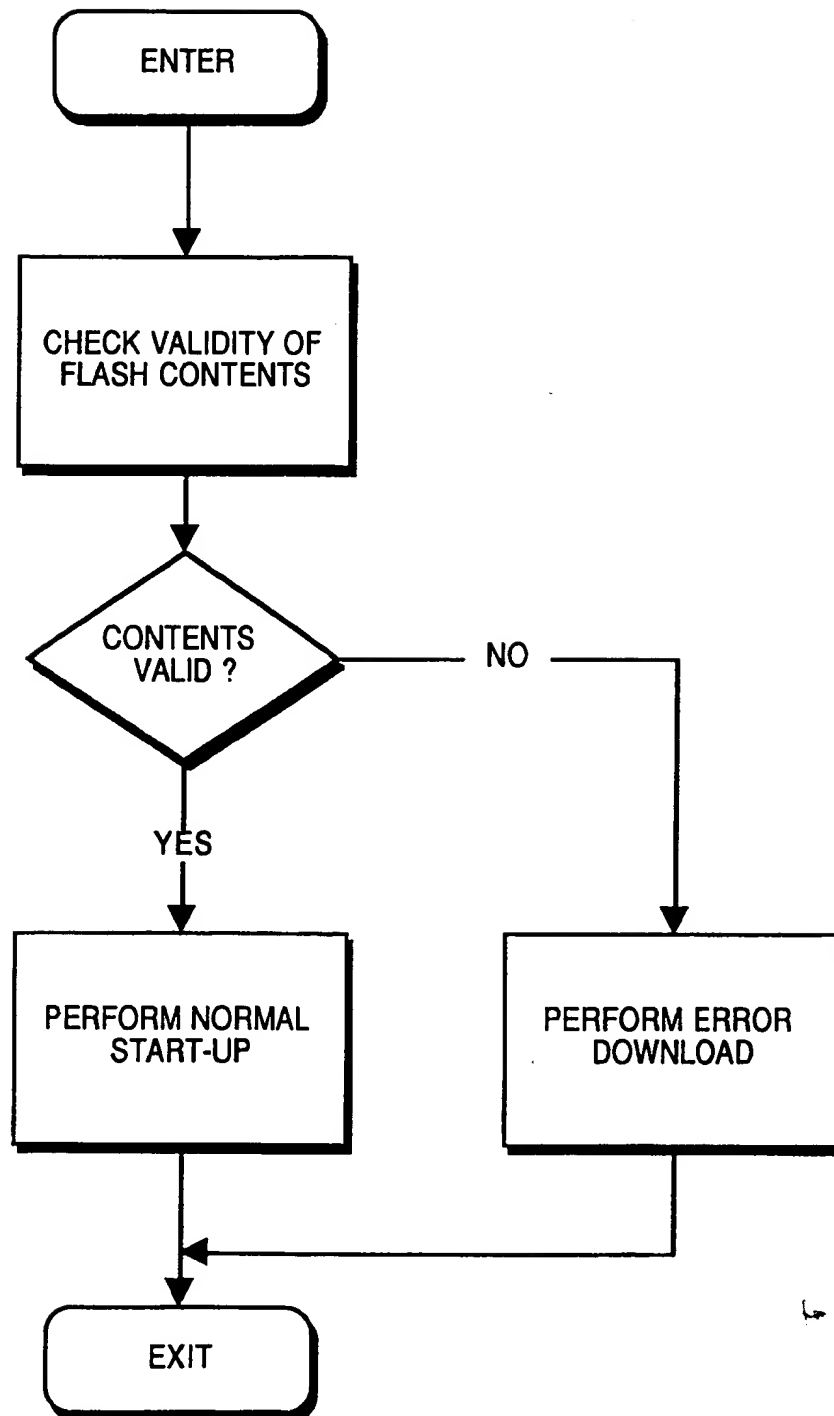 ENTER
CHECK VALIDITY OF
FLASH CONTENTS
CONTENTS
VALID ?
NO
YES
PERFORM NORMAL
START-UP
PERFORM ERROR
DOWNLOAD
EXIT